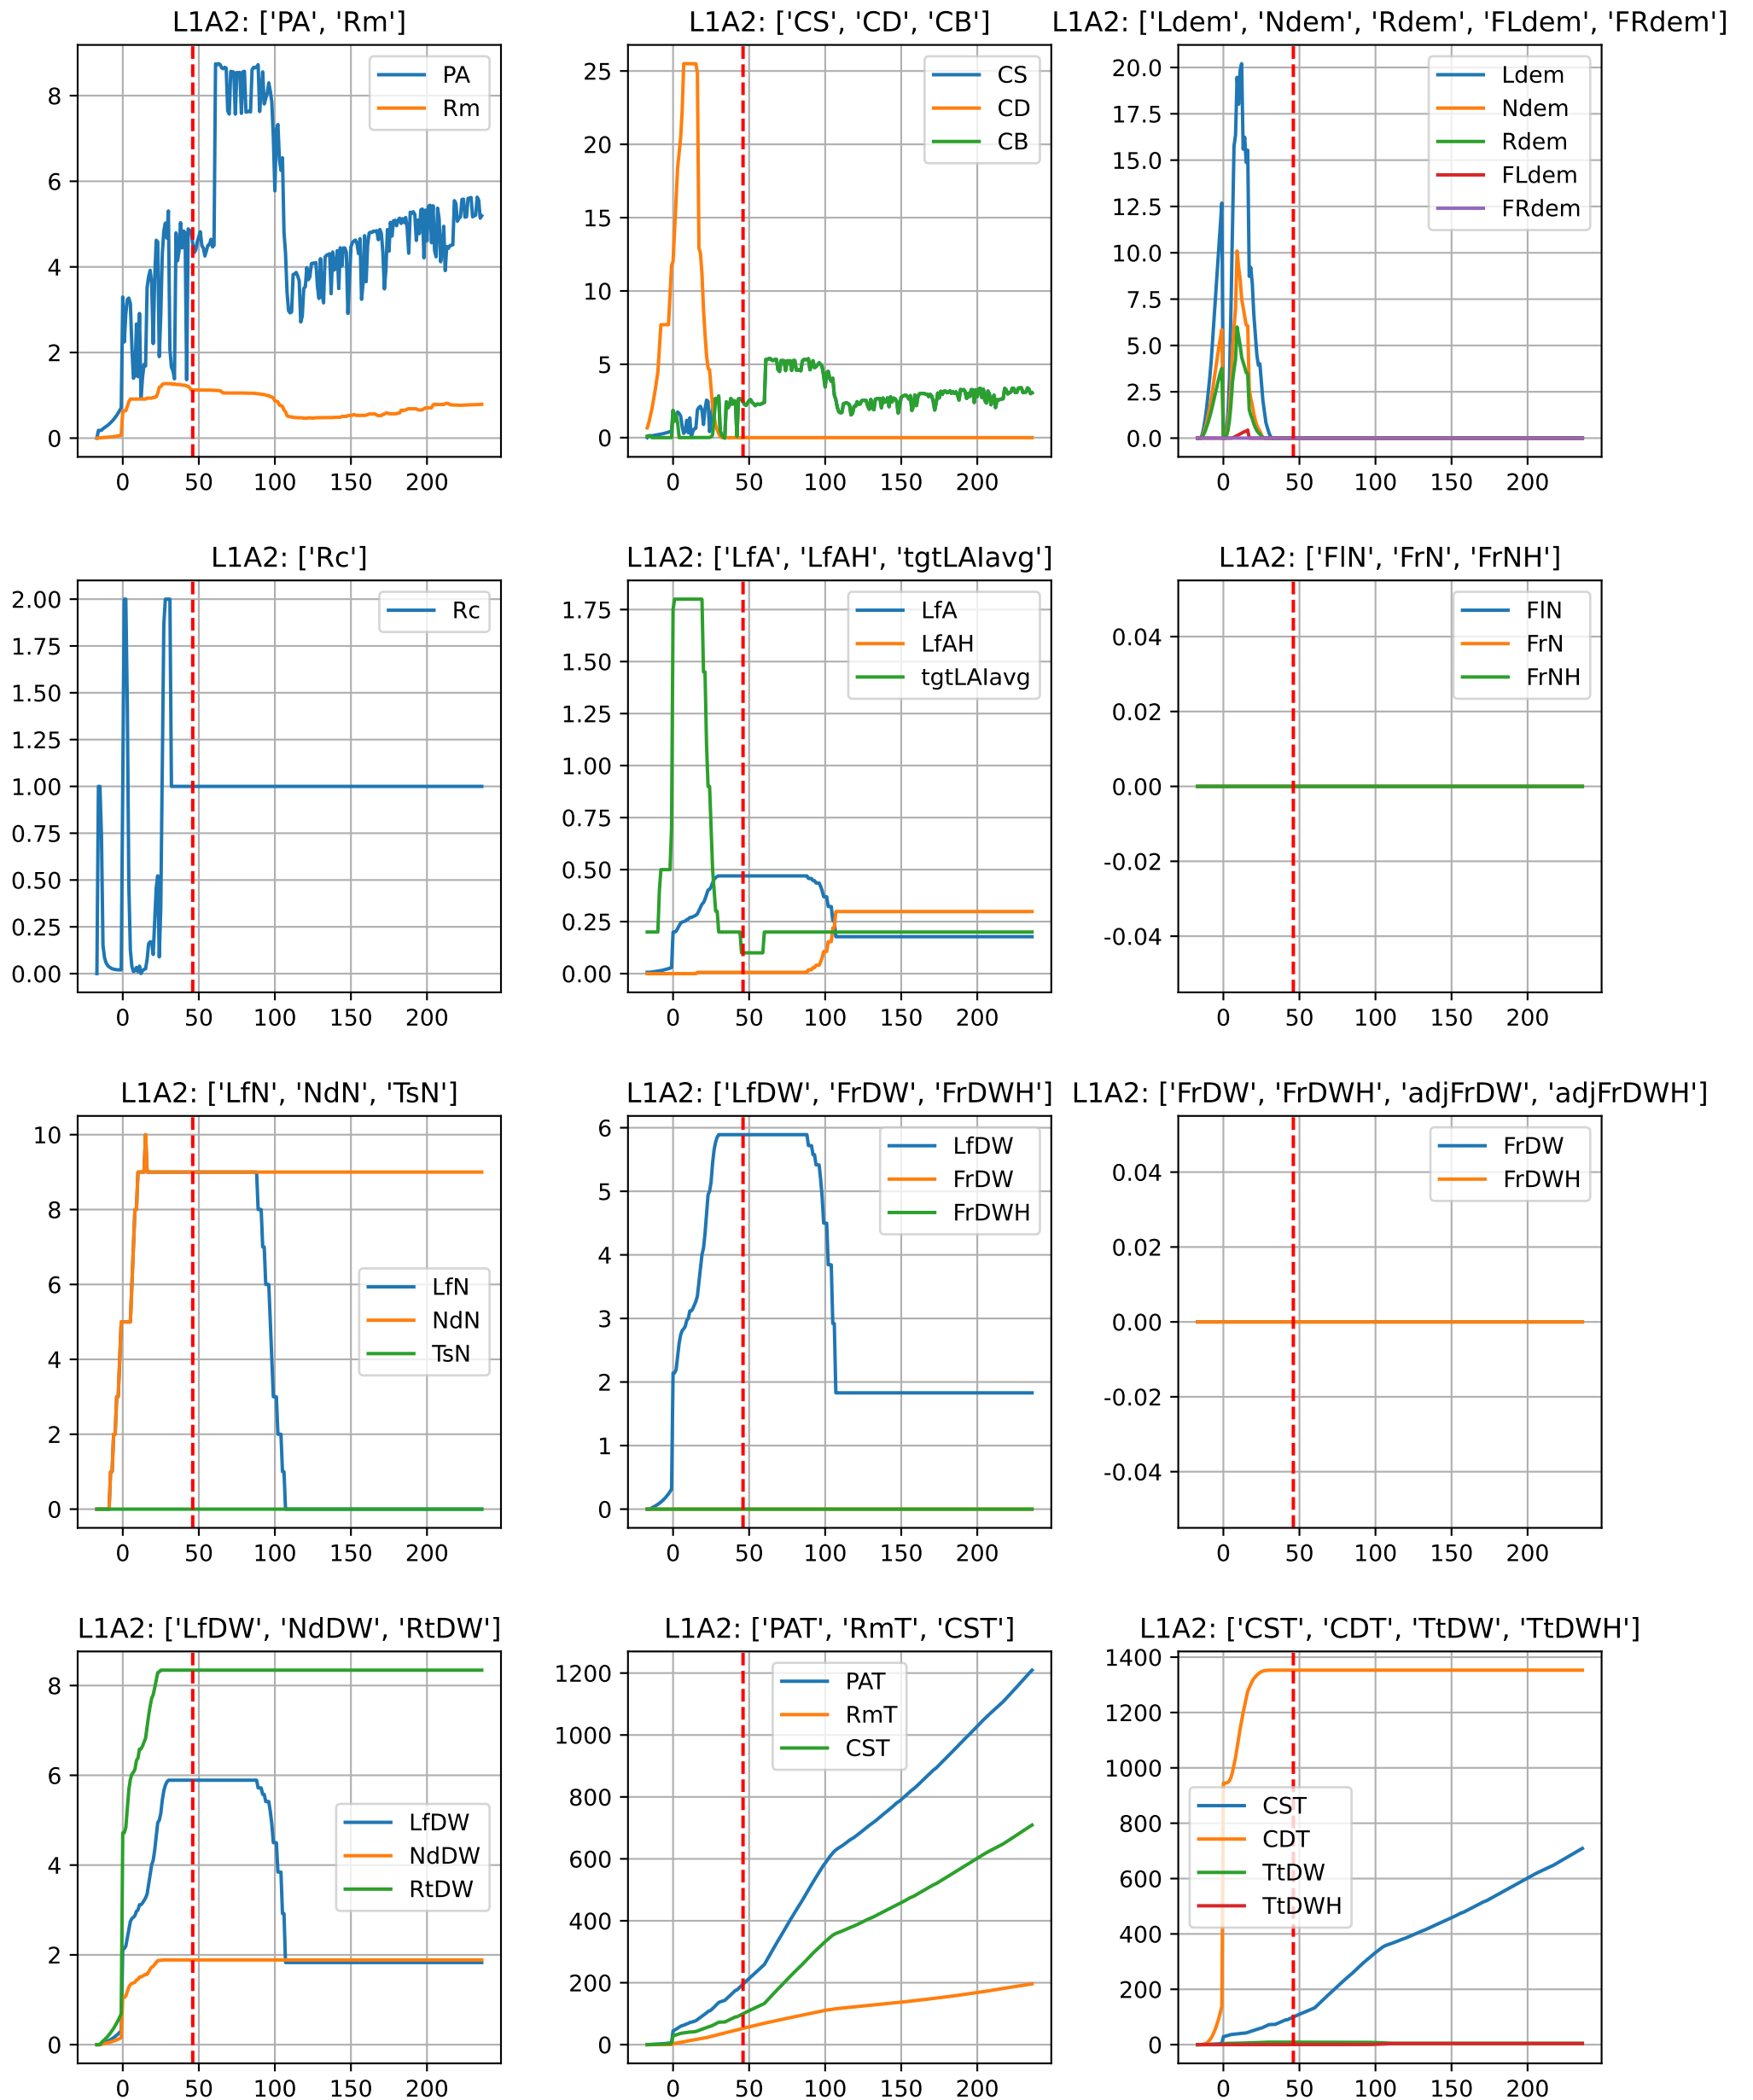 L1A2: ['PA', 'Rm']
PA
Rm
8
6
4
2
0
0 50 100 150 200
L1A2: ['CS', 'CD', 'CB']
CS
CD
CB
25
20
15
10
5
0
0 50 100 150 200
L1A2: ['Ldem', 'Ndem', 'Rdem', 'FLdem', 'FRdem']
Ldem
Ndem
Rdem
FLdem
FRdem
20.0
17.5
15.0
12.5
10.0
7.5
5.0
2.5
0.0
0 50 100 150 200
L1A2: ['Rc']
Rc
2.00
1.75
1.50
1.25
1.00
0.75
0.50
0.25
0.00
0 50 100 150 200
L1A2: ['LfA', 'LfAH', 'tgtLAIavg']
LfA
LfAH
tgtLAIavg
1.75
1.50
1.25
1.00
0.75
0.50
0.25
0.00
0 50 100 150 200
L1A2: ['FlN', 'FrN', 'FrNH']
FlN
FrN
FrNH
0.04
0.02
0.00
-0.02
-0.04
0 50 100 150 200
L1A2: ['LfN', 'NdN', 'TsN']
LfN
NdN
TsN
10
8
6
4
2
0
0 50 100 150 200
L1A2: ['LfDW', 'FrDW', 'FrDWH']
LfDW
FrDW
FrDWH
6
5
4
3
2
1
0
0 50 100 150 200
L1A2: ['FrDW', 'FrDWH', 'adjFrDW', 'adjFrDWH']
FrDW
FrDWH
0.04
0.02
0.00
-0.02
-0.04
0 50 100 150 200
L1A2: ['LfDW', 'NdDW', 'RtDW']
LfDW
NdDW
RtDW
8
6
4
2
0
0 50 100 150 200
L1A2: ['PAT', 'RmT', 'CST']
PAT
RmT
CST
1200
1000
800
600
400
200
0
0 50 100 150 200
L1A2: ['CST', 'CDT', 'TtDW', 'TtDWH']
CST
CDT
TtDW
TtDWH
1400
1200
1000
800
600
400
200
0
0 50 100 150 200